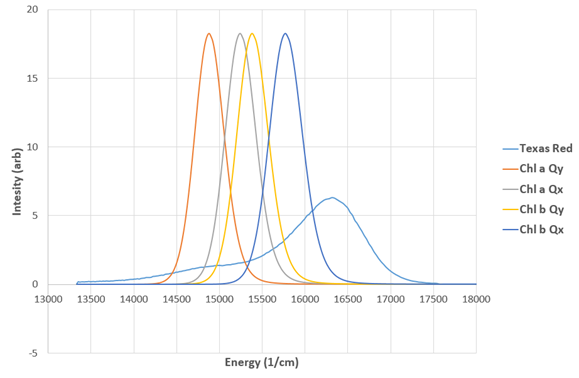 20
15
10
5
0
-5
13000 13500 14000 14500 15000 15500 16000 16500 17000 17500 18000
Intesity (arb)
Energy (1/cm)
Texas Red
Chl a Qy
Chl a Qx
Chl b Qy
Chl b Qx